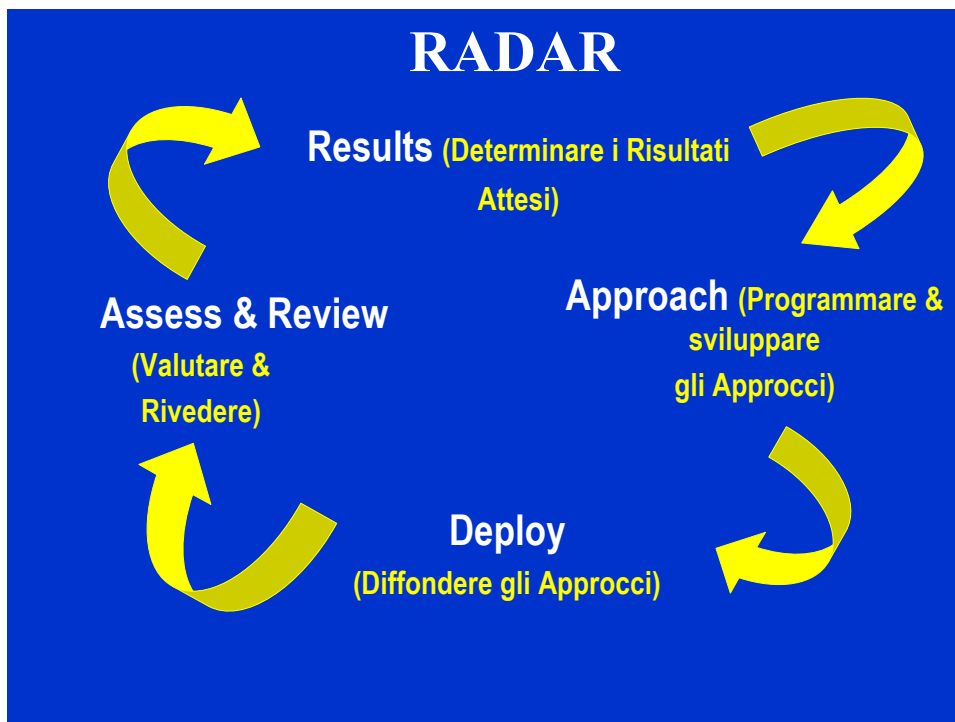 RADAR
Results (Determinare i Risultati
Attesi)
Approach (Programmare &
sviluppare
gli Approcci)
Assess & Review
(Valutare &
Rivedere)
Deploy
(Diffondere gli Approcci)